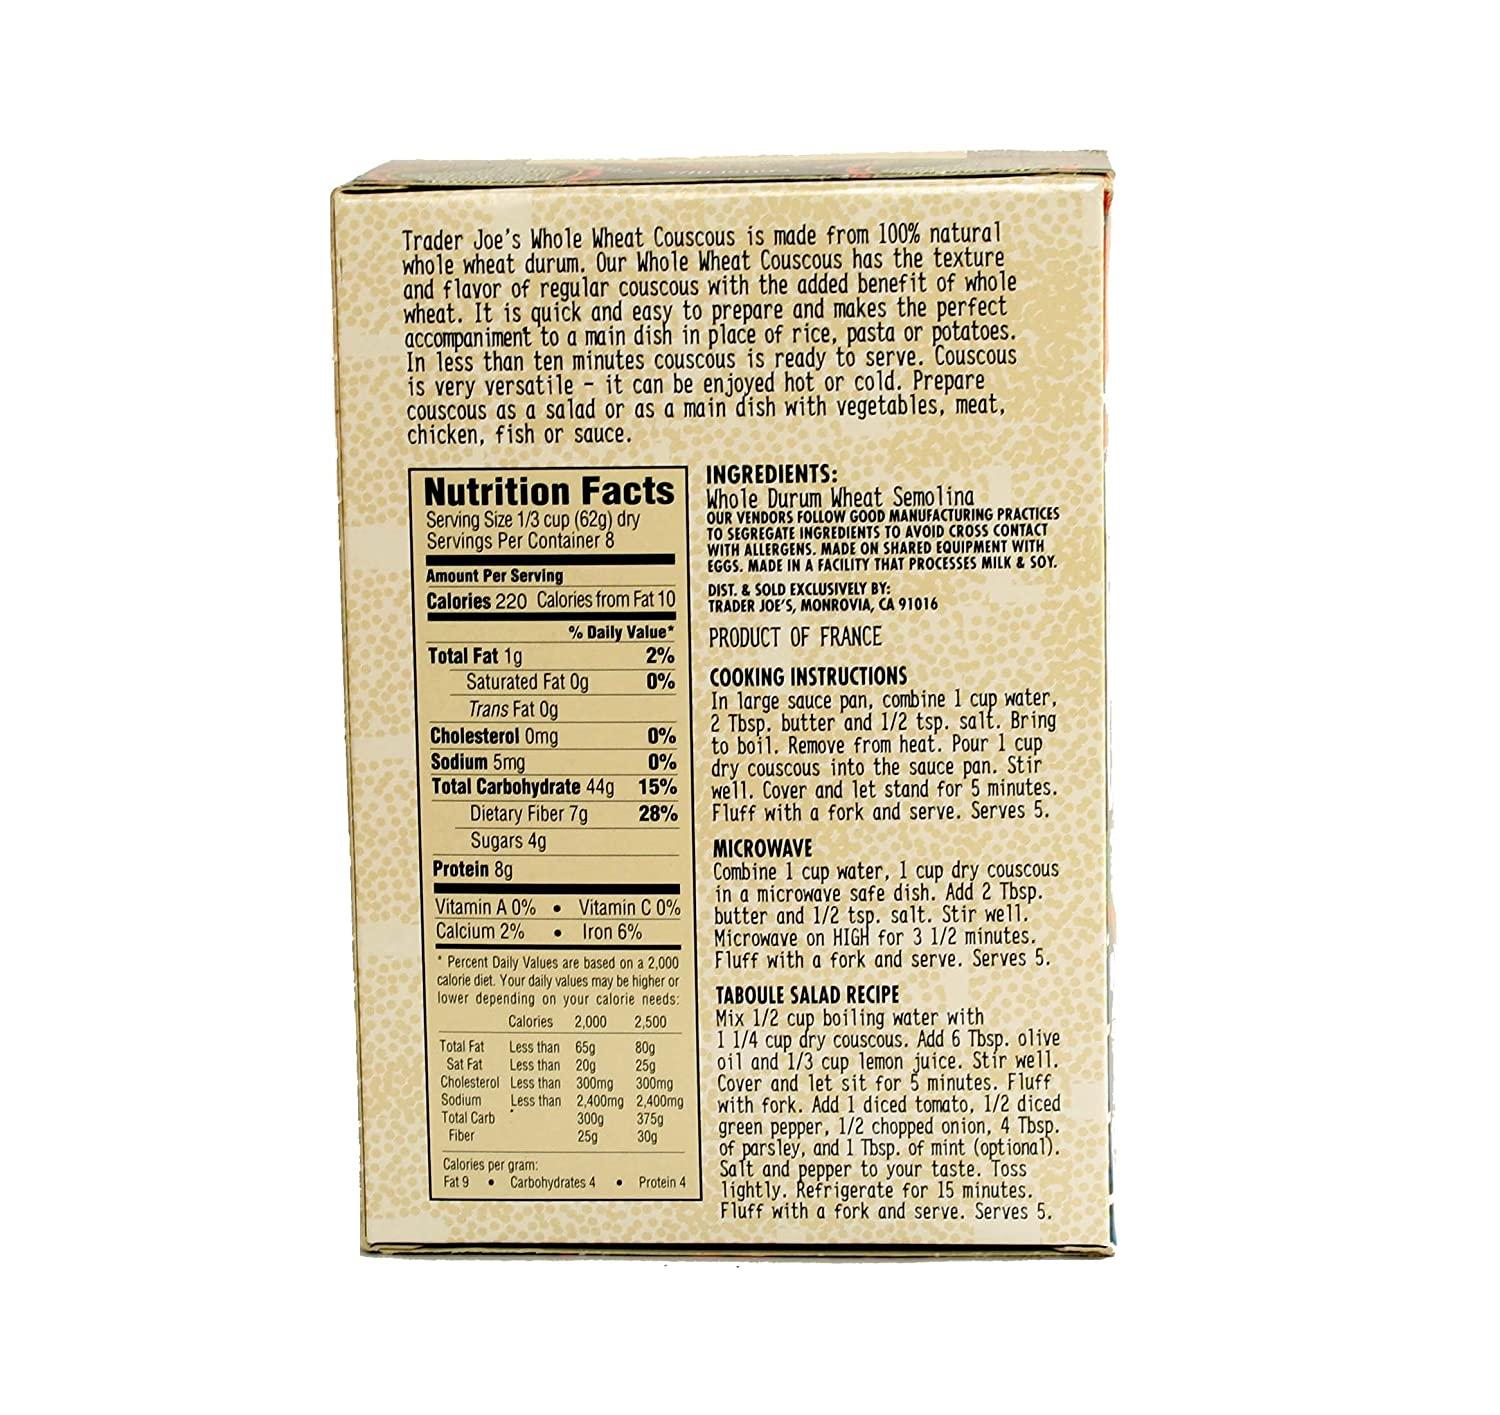 Trader Joe's Whole Wheat Couscous is made from 100% natural
whole wheat durum. Our Whole Wheat Couscous has the texture
and flavor of regular couscous with the added benefit of whole
wheat. It is quick and easy to prepare and makes the perfect
accompaniment to a main dish in place of rice, pasta or potatoes.
In less than ten minutes couscous is ready to serve. Couscous
is very versatile – it can be enjoyed hot or cold. Prepare
couscous as a salad or as a main dish with vegetables, meat,
chicken, fish or sauce.
Nutrition Facts
Serving Size 1/3 cup (62g) dry
Servings Per Container 8
Amount Per Serving
Calories 220 Calories from Fat 10
% Daily Value*
Total Fat 1g 2%
Saturated Fat 0g 0%
Trans Fat 0g
Cholesterol 0mg 0%
Sodium 5mg 0%
Total Carbohydrate 44g 15%
Dietary Fiber 7g 28%
Sugars 4g
Protein 8g
Vitamin A 0% • Vitamin C 0%
Calcium 2% • Iron 6%
* Percent Daily Values are based on a 2,000
calorie diet. Your daily values may be higher or
lower depending on your calorie needs:
Calories 2,000 2,500
Total Fat Less than 65g 80g
Sat Fat Less than 20g 25g
Cholesterol Less than 300mg 300mg
Sodium Less than 2,400mg 2,400mg
Total Carb 300g 375g
Fiber 25g 30g
Calories per gram:
Fat 9 • Carbohydrates 4 • Protein 4
INGREDIENTS:
Whole Durum Wheat Semolina
OUR VENDORS FOLLOW GOOD MANUFACTURING PRACTICES
TO SEGREGATE INGREDIENTS TO AVOID CROSS CONTACT
WITH ALLERGENS. MADE ON SHARED EQUIPMENT WITH
EGGS. MADE IN A FACILITY THAT PROCESSES MILK & SOY.
DIST. & SOLD EXCLUSIVELY BY:
TRADER JOE'S, MONROVIA, CA 91016
PRODUCT OF FRANCE
COOKING INSTRUCTIONS
In large sauce pan, combine 1 cup water,
2 Tbsp. butter and 1/2 tsp. salt. Bring
to boil. Remove from heat. Pour 1 cup
dry couscous into the sauce pan. Stir
well. Cover and let stand for 5 minutes.
Fluff with a fork and serve. Serves 5.
MICROWAVE
Combine 1 cup water, 1 cup dry couscous
in a microwave safe dish. Add 2 Tbsp.
butter and 1/2 tsp. salt. Stir well.
Microwave on HIGH for 3 1/2 minutes.
Fluff with a fork and serve. Serves 5.
TABOULE SALAD RECIPE
Mix 1/2 cup boiling water with
1 1/4 cup dry couscous. Add 6 Tbsp. olive
oil and 1/3 cup lemon juice. Stir well.
Cover and let sit for 5 minutes. Fluff
with fork. Add 1 diced tomato, 1/2 diced
green pepper, 1/2 chopped onion, 4 Tbsp.
of parsley, and 1 Tbsp. of mint (optional).
Salt and pepper to your taste. Toss
lightly. Refrigerate for 15 minutes.
Fluff with a fork and serve. Serves 5.